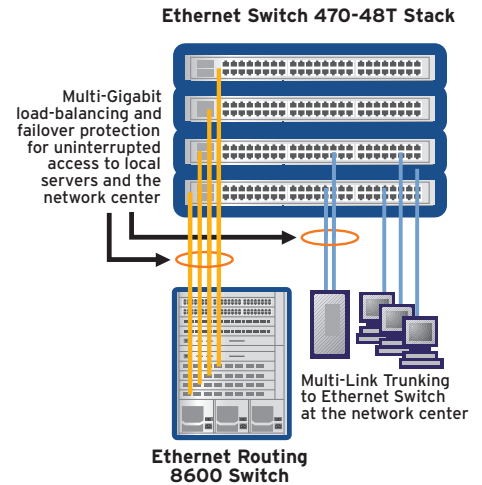 Ethernet Switch 470-48T Stack
Multi-Gigabit
load-balancing and
failover protection
for uninterrupted
access to local
servers and the
network center
Multi-Link Trunking
to Ethernet Switch
at the network center
Ethernet Routing
8600 Switch